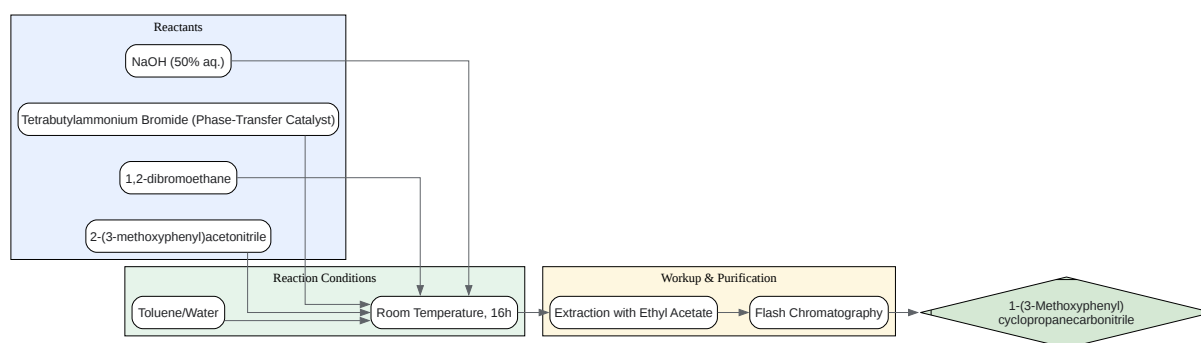 Reactants
NaOH (50% aq.)
Tetrabutylammonium Bromide (Phase-Transfer Catalyst)
1,2-dibromoethane
2-(3-methoxyphenyl)acetonitrile
Reaction Conditions
Toluene/Water
Room Temperature, 16h
Workup & Purification
Extraction with Ethyl Acetate
Flash Chromatography
1-(3-Methoxyphenyl)
cyclopropanecarbonitrile